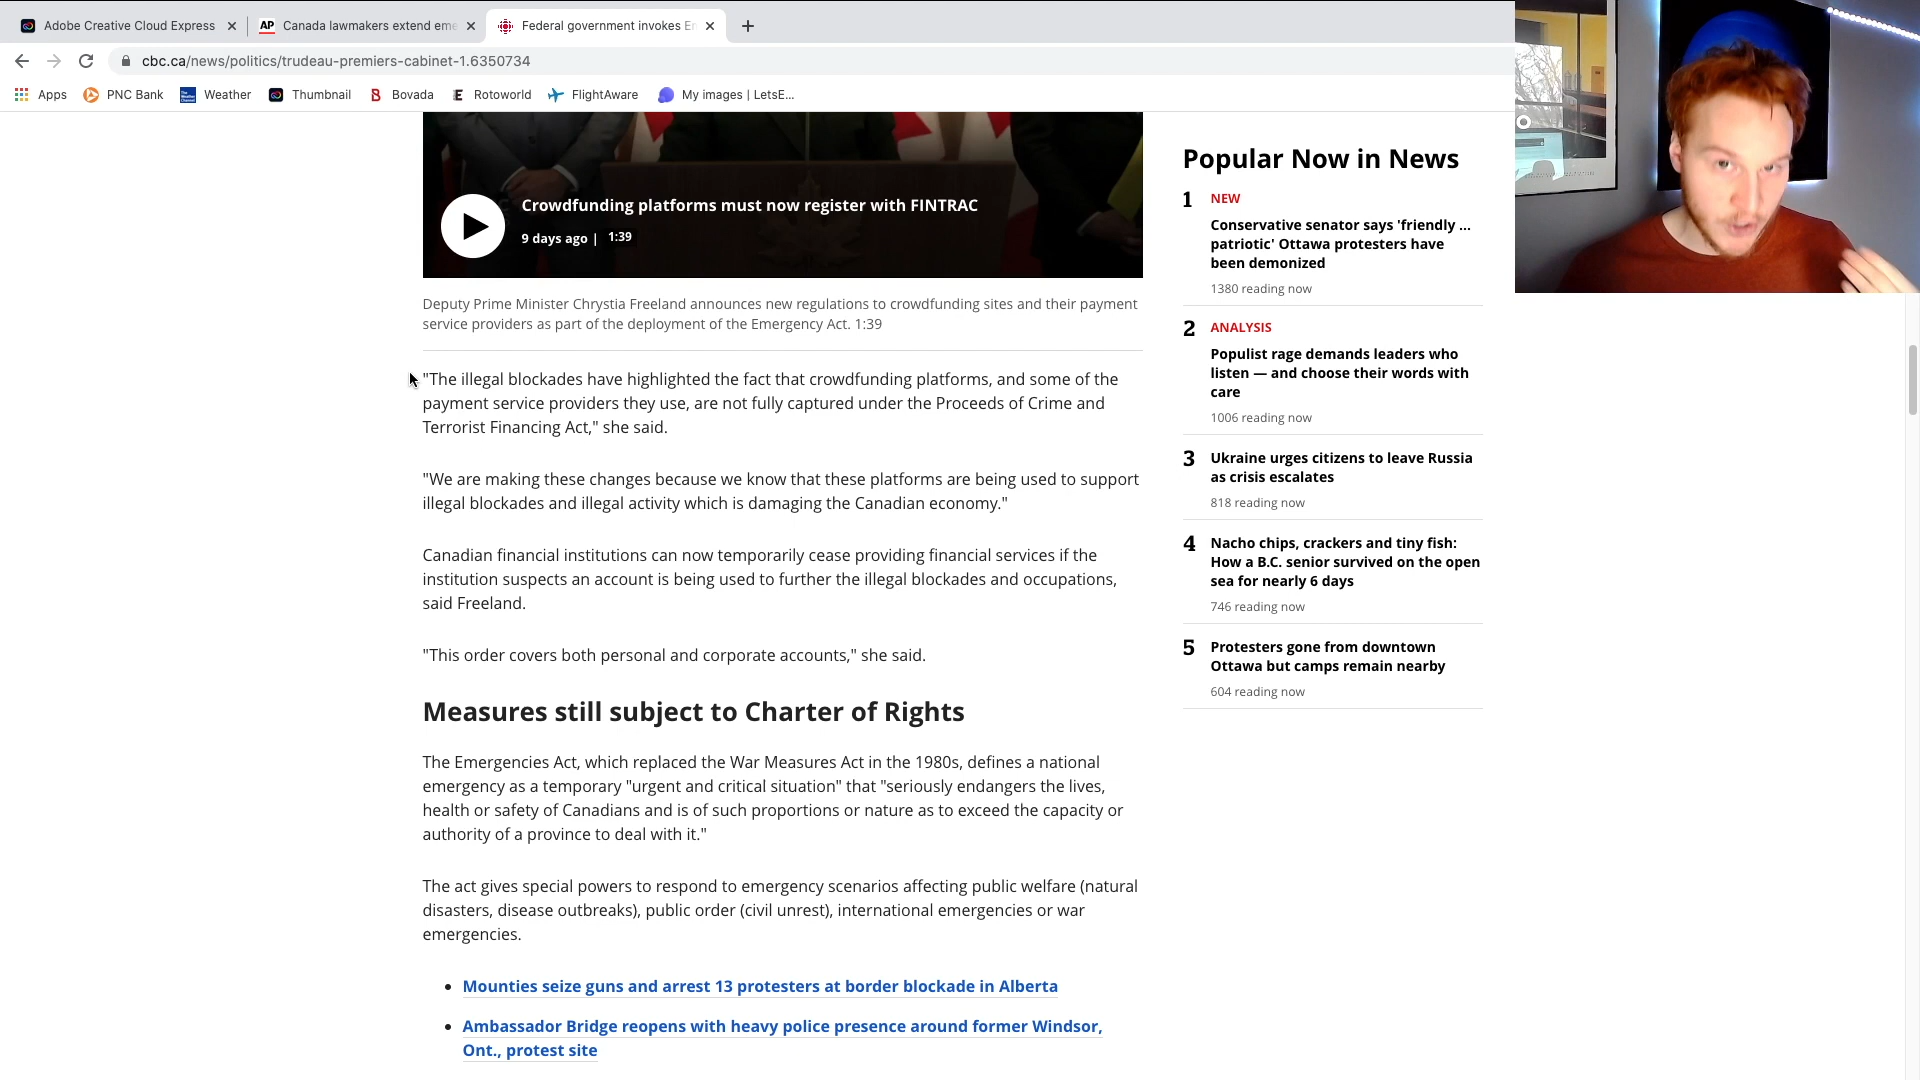 Adobe Creative Cloud Express
AP Canada lawmakers extend eme
Federal government invokes En
cbc.ca/news/politics/trudeau-premiers-cabinet-1.6350734
Apps
PNC Bank
Weather
Thumbnail
B Bovada
E Rotoworld
FlightAware
My images | LetsE...
Crowdfunding platforms must now register with FINTRAC
9 days ago | 1:39
Deputy Prime Minister Chrystia Freeland announces new regulations to crowdfunding sites and their payment
service providers as part of the deployment of the Emergency Act. 1:39
"The illegal blockades have highlighted the fact that crowdfunding platforms, and some of the
payment service providers they use, are not fully captured under the Proceeds of Crime and
Terrorist Financing Act," she said.
"We are making these changes because we know that these platforms are being used to support
illegal blockades and illegal activity which is damaging the Canadian economy."
Canadian financial institutions can now temporarily cease providing financial services if the
institution suspects an account is being used to further the illegal blockades and occupations,
said Freeland.
"This order covers both personal and corporate accounts," she said.
Measures still subject to Charter of Rights
The Emergencies Act, which replaced the War Measures Act in the 1980s, defines a national
emergency as a temporary "urgent and critical situation" that "seriously endangers the lives,
health or safety of Canadians and is of such proportions or nature as to exceed the capacity or
authority of a province to deal with it."
The act gives special powers to respond to emergency scenarios affecting public welfare (natural
disasters, disease outbreaks), public order (civil unrest), international emergencies or war
emergencies.
• Mounties seize guns and arrest 13 protesters at border blockade in Alberta
• Ambassador Bridge reopens with heavy police presence around former Windsor,
Ont., protest site
Popular Now in News
1 NEW
Conservative senator says 'friendly ...
patriotic' Ottawa protesters have
been demonized
1380 reading now
2 ANALYSIS
Populist rage demands leaders who
listen — and choose their words with
care
1006 reading now
3 Ukraine urges citizens to leave Russia
as crisis escalates
818 reading now
4 Nacho chips, crackers and tiny fish:
How a B.C. senior survived on the open
sea for nearly 6 days
746 reading now
5 Protesters gone from downtown
Ottawa but camps remain nearby
604 reading now